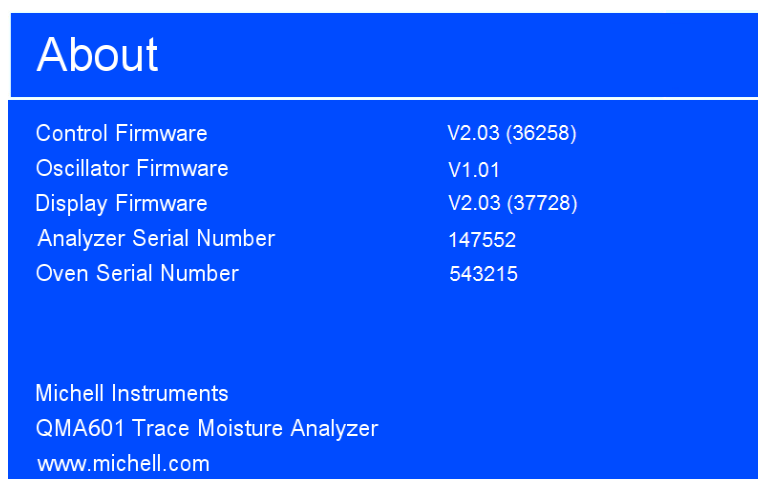 About
Control Firmware V2.03 (36258)
Oscillator Firmware V1.01
Display Firmware V2.03 (37728)
Analyzer Serial Number 147552
Oven Serial Number 543215
Michell Instruments
QMA601 Trace Moisture Analyzer
www.michell.com